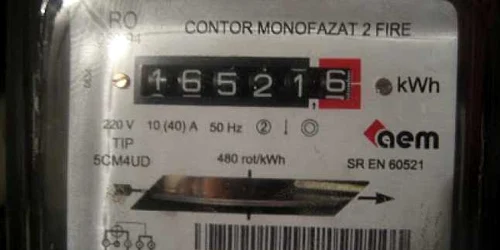 RO
CONTOR MONOFAZAT 2 FIRE
165216
kWh
220 V 10 (40) A 50 Hz 2
TIP
5CM4UD
480 rot/kWh
aem
SR EN 60521